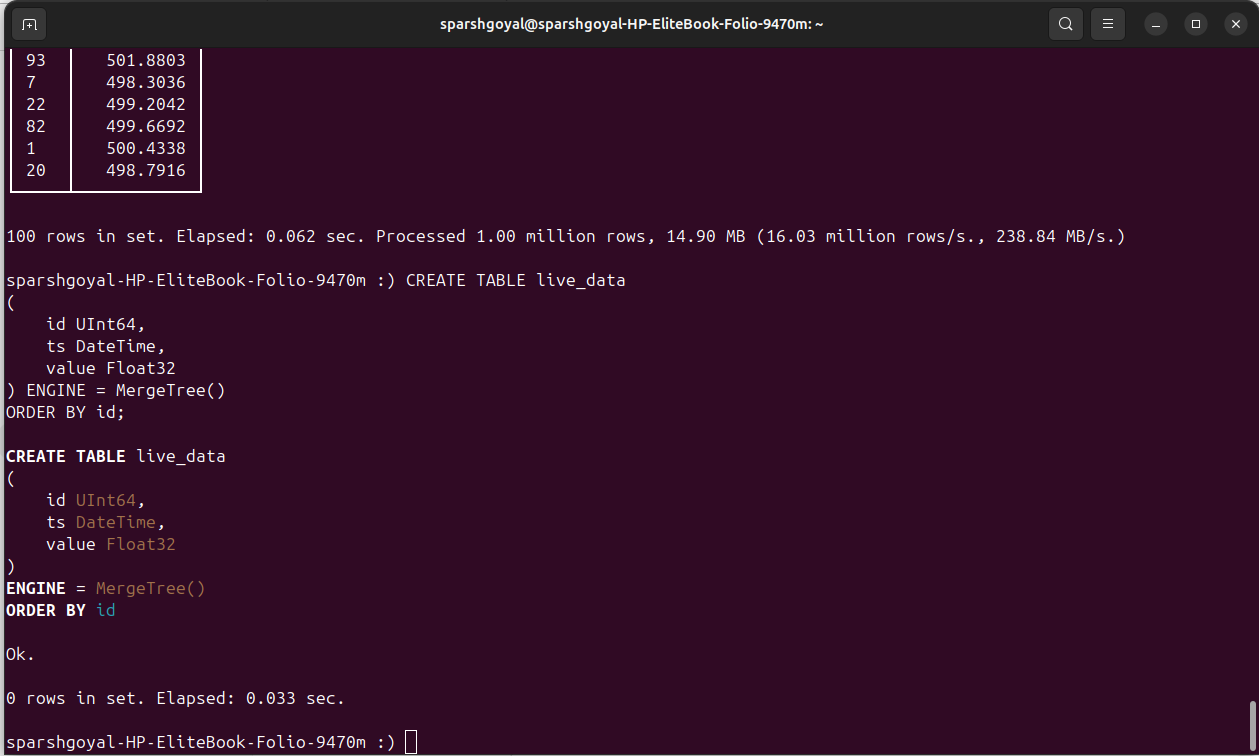 sparshgoyal@sparshgoyal-HP-EliteBook-Folio-9470m: ~
93 501.8803
7 498.3036
22 499.2042
82 499.6692
1 500.4338
20 498.7916
100 rows in set. Elapsed: 0.062 sec. Processed 1.00 million rows, 14.90 MB (16.03 million rows/s., 238.84 MB/s.)
sparshgoyal-HP-EliteBook-Folio-9470m :) CREATE TABLE live_data
(
    id UInt64,
    ts DateTime,
    value Float32
) ENGINE = MergeTree()
ORDER BY id;
CREATE TABLE live_data
(
    id UInt64,
    ts DateTime,
    value Float32
)
ENGINE = MergeTree()
ORDER BY id
Ok.
0 rows in set. Elapsed: 0.033 sec.
sparshgoyal-HP-EliteBook-Folio-9470m :)